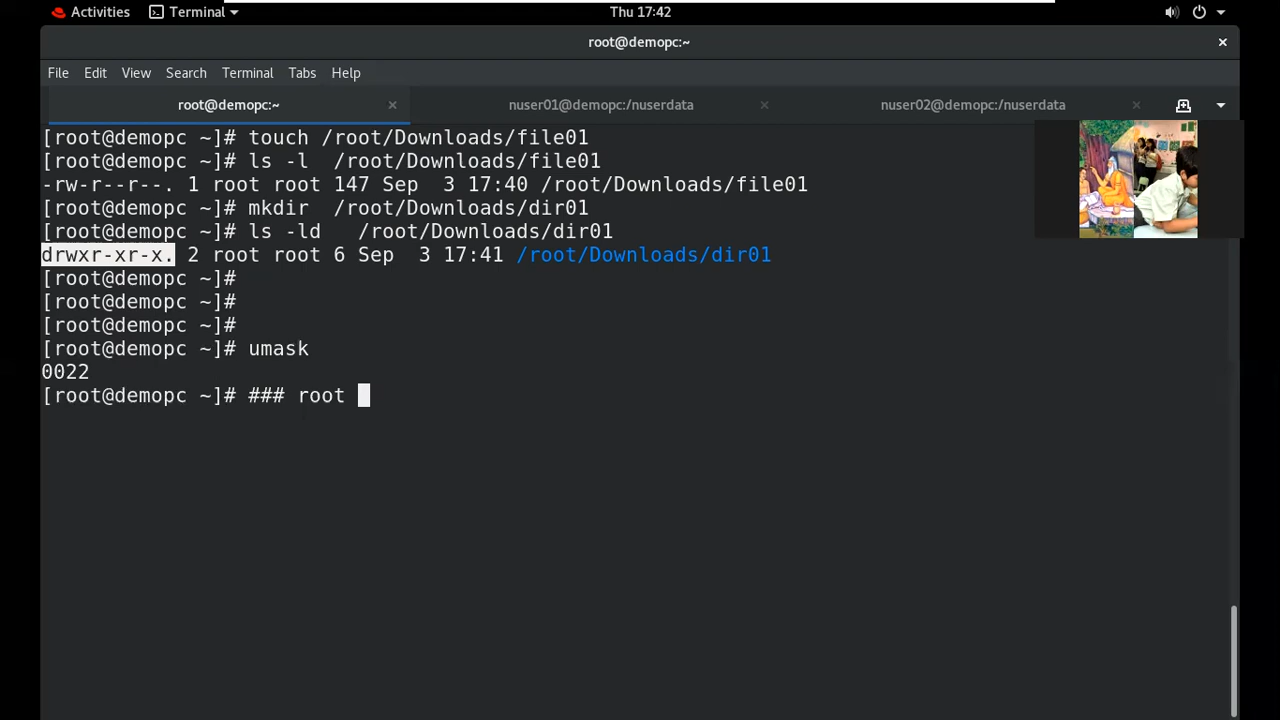 Activities Terminal Thu 17:42
root@demopc:~
File Edit View Search Terminal Tabs Help
root@demopc:~ nuser01@demopc:/nuserdata nuser02@demopc:/nuserdata
[root@demopc ~]# touch /root/Downloads/file01
[root@demopc ~]# ls -l  /root/Downloads/file01
-rw-r--r--. 1 root root 147 Sep  3 17:40 /root/Downloads/file01
[root@demopc ~]# mkdir  /root/Downloads/dir01
[root@demopc ~]# ls -ld   /root/Downloads/dir01
drwxr-xr-x. 2 root root 6 Sep  3 17:41 /root/Downloads/dir01
[root@demopc ~]#
[root@demopc ~]#
[root@demopc ~]#
[root@demopc ~]# umask
0022
[root@demopc ~]# ### root